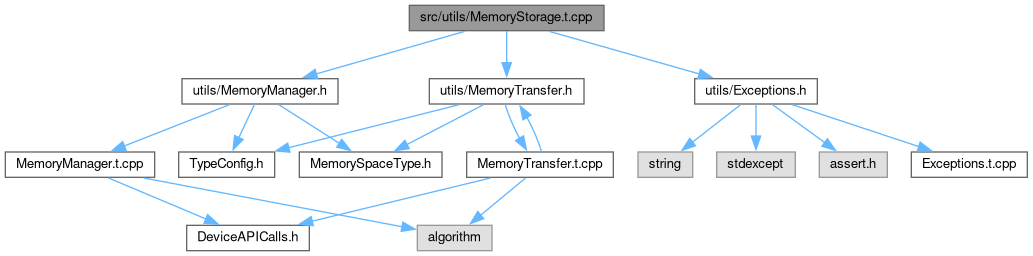 src/utils/MemoryStorage.t.cpp
utils/MemoryManager.h
utils/MemoryTransfer.h
utils/Exceptions.h
MemoryManager.t.cpp
TypeConfig.h
MemorySpaceType.h
MemoryTransfer.t.cpp
string
stdexcept
assert.h
Exceptions.t.cpp
DeviceAPICalls.h
algorithm